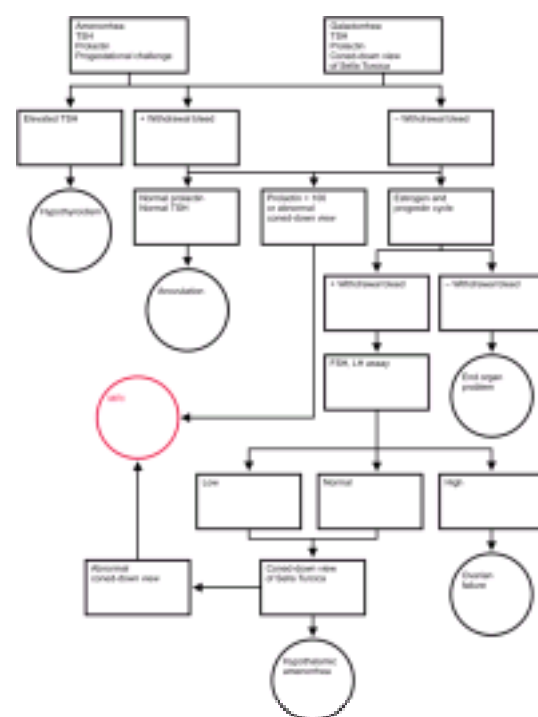 Amenorrhea
TSH
Prolactin
Progestational challenge
Galactorrhea
TSH
Prolactin
Coned-down view
of Sella Turcica
Elevated TSH
+ Withdrawal bleed
– Withdrawal bleed
Hypothyroidism
Normal prolactin
Normal TSH
Prolactin > 100
or abnormal
coned-down view
Estrogen and
progestin cycle
Anovulation
+ Withdrawal bleed
– Withdrawal bleed
FSH, LH assay
End organ
problem
Low
Normal
High
Abnormal
coned-down view
Coned-down view
of Sella Turcica
Ovarian
failure
Hypothalamic
amenorrhea